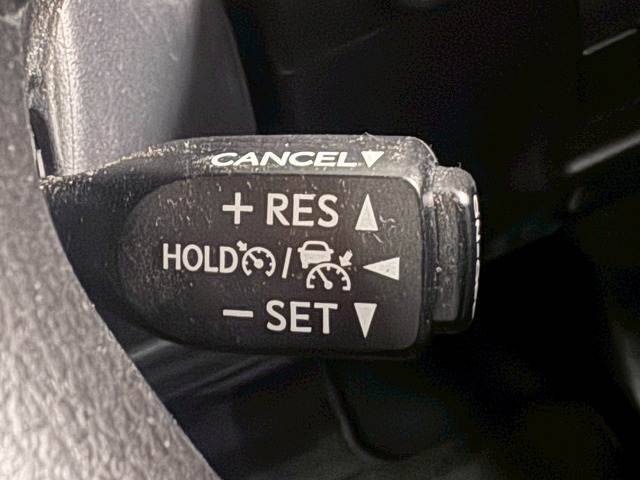 CANCEL▼
+ RES ▲
HOLD / ◀
− SET ▼